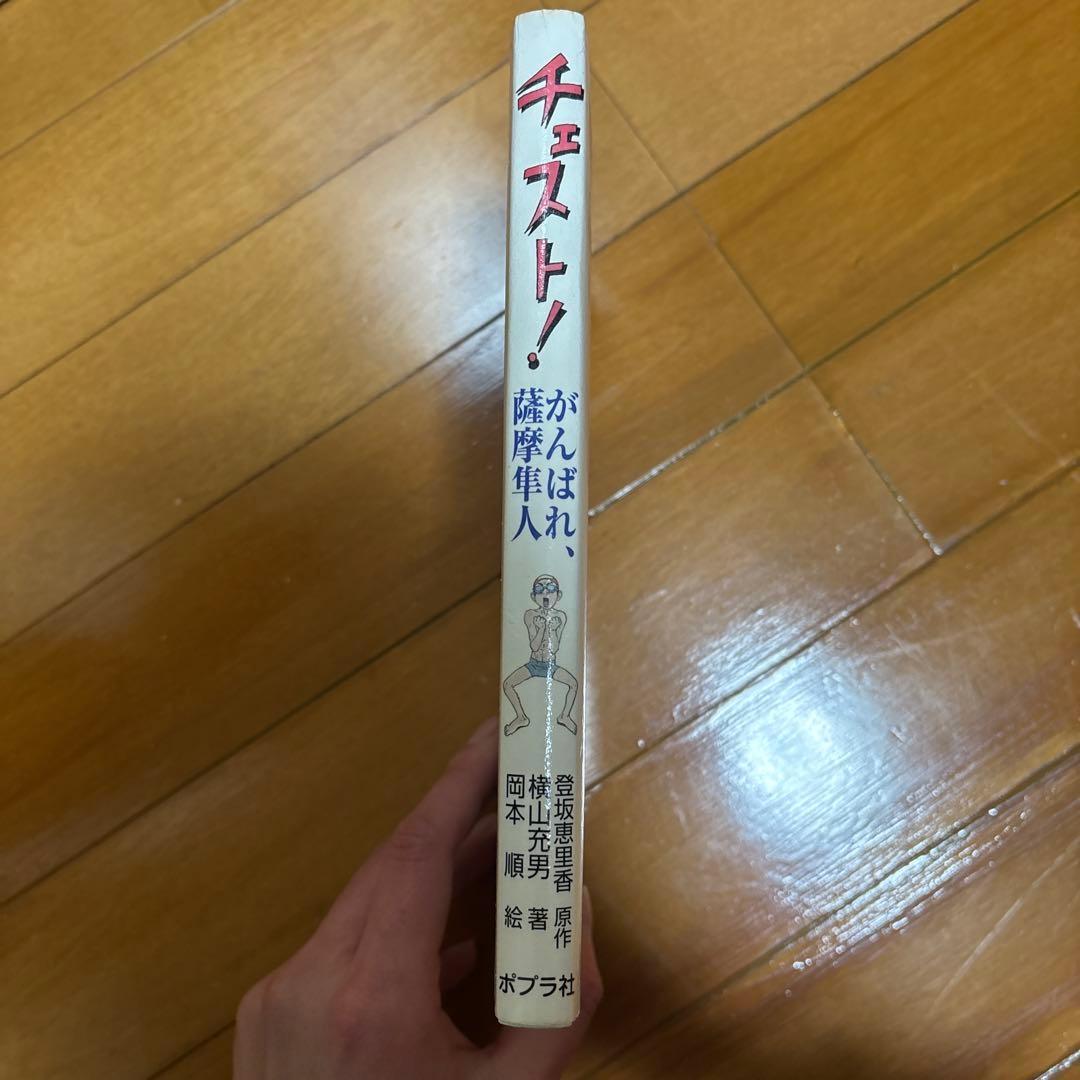 チェスト!
がんばれ、
薩摩隼人
登坂恵里香 原作
横山充男 著
岡本 順 絵
ポプラ社